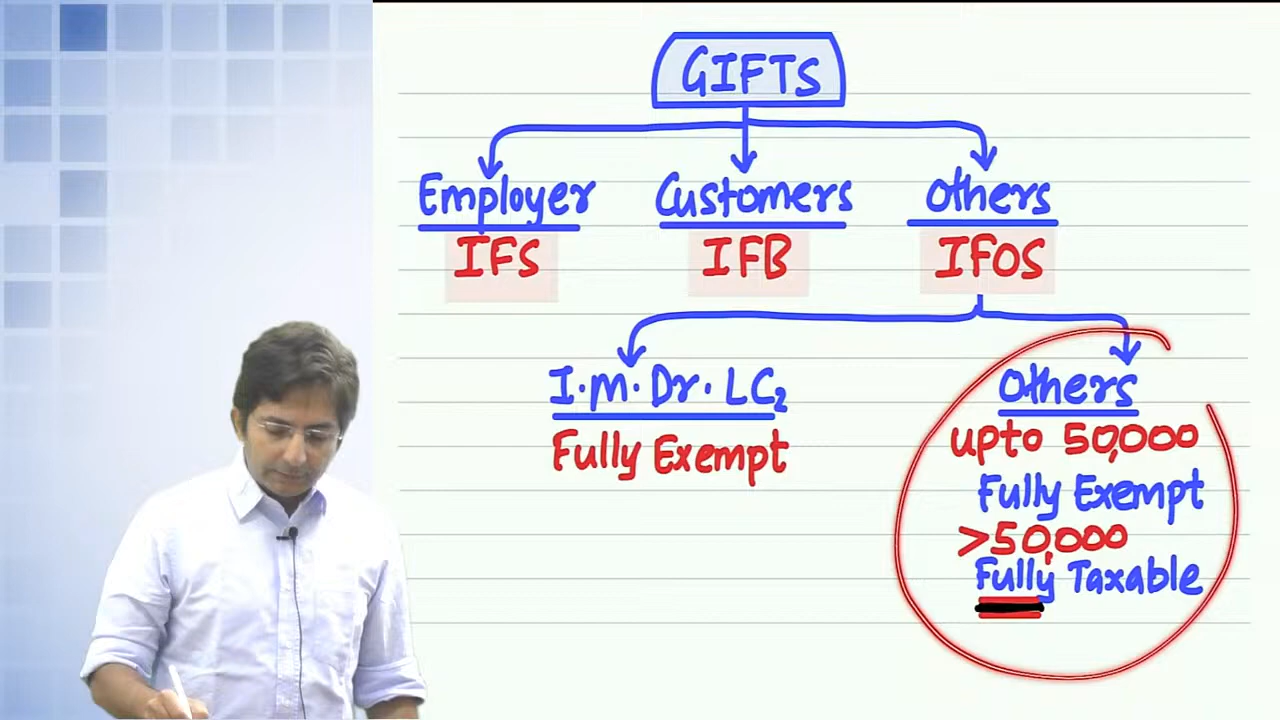 GIFTS
Employer Customers Others
IFS IFB IFOS
I.m.Dr.LC₂
Fully Exempt
Others
upto 50,000
Fully Exempt
>50,000
Fully Taxable